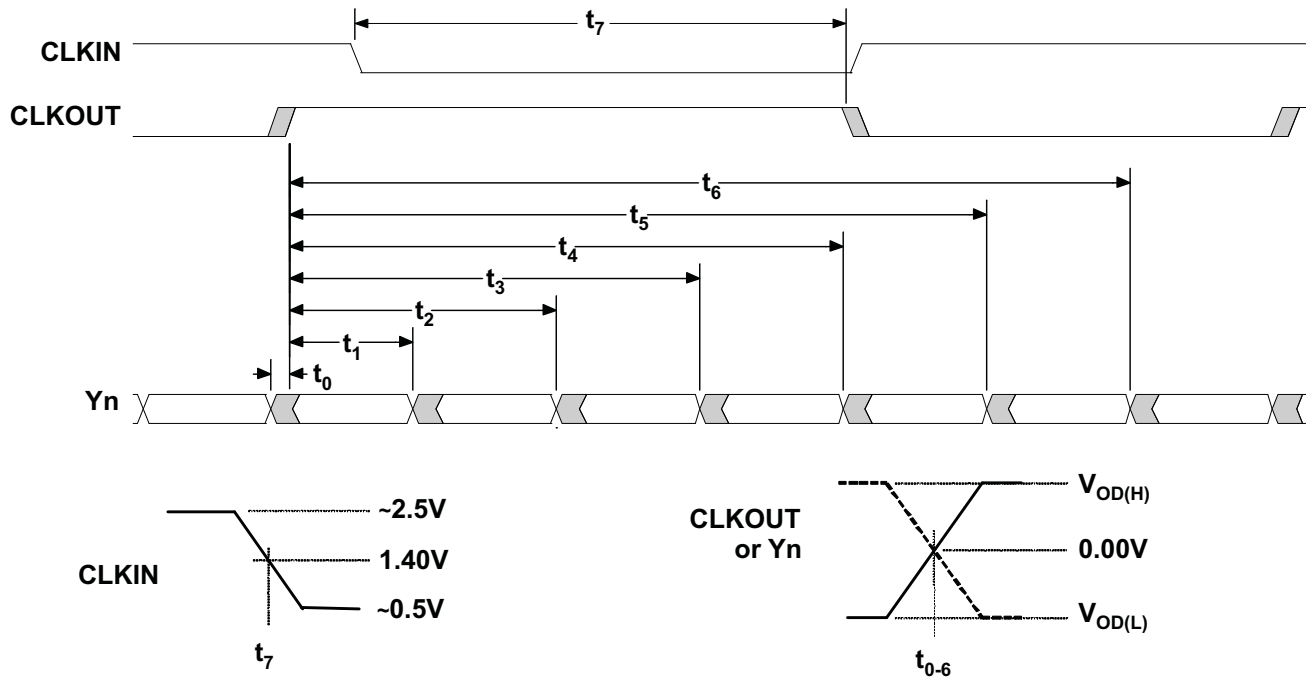 t7
CLKIN
CLKOUT
t6
t5
t4
t3
t2
t1
t0
Yn
~2.5V
1.40V
CLKIN
~0.5V
t7
VOD(H)
CLKOUT
or Yn
0.00V
VOD(L)
t0-6